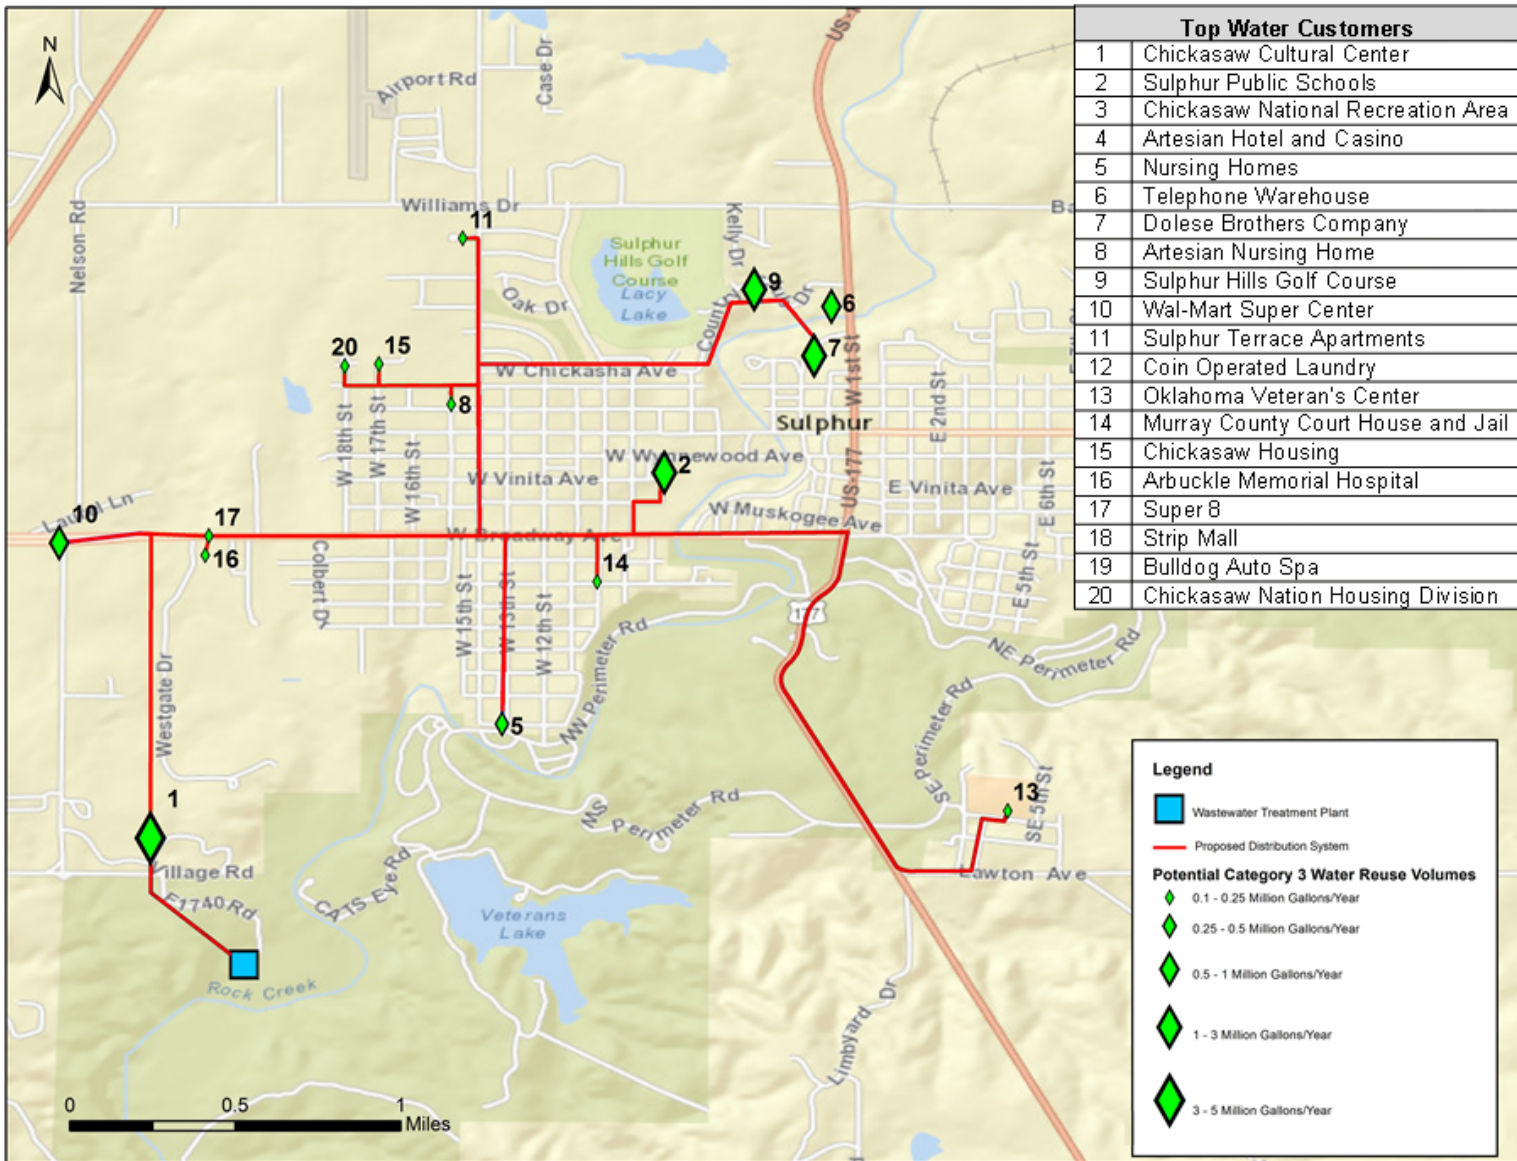 N
Airport Rd
Case Dr
US-177
Nelson Rd
Williams Dr
11
Kelly Dr
Sulphur
Hills Golf
Course
Lacy
Lake
Oak Dr
9
6
7
20
15
W Chickasha Ave
8
W 1st St
E 2nd St
Sulphur
W 18th St
W 17th St
W 16th St
W Wynnewood Ave
2
W Vinita Ave
US-177
E Vinita Ave
E 6th St
W Muskogee Ave
Laurel Ln
10
17
16
W Broadway Ave
14
Colbert Dr
W 15th St
W 13th St
W 12th St
E 5th St
177
NW Perimeter Rd
NE Perimeter Rd
Westgate Dr
5
SE Perimeter Rd
1
13
SE 5th St
Perimeter Rd
Village Rd
E1740 Rd
CATS Eye Rd
Lawton Ave
Veterans
Lake
Rock Creek
Limbyard Dr
0 0.5 1
Miles
Top Water Customers
1 Chickasaw Cultural Center
2 Sulphur Public Schools
3 Chickasaw National Recreation Area
4 Artesian Hotel and Casino
5 Nursing Homes
6 Telephone Warehouse
7 Dolese Brothers Company
8 Artesian Nursing Home
9 Sulphur Hills Golf Course
10 Wal-Mart Super Center
11 Sulphur Terrace Apartments
12 Coin Operated Laundry
13 Oklahoma Veteran's Center
14 Murray County Court House and Jail
15 Chickasaw Housing
16 Arbuckle Memorial Hospital
17 Super 8
18 Strip Mall
19 Bulldog Auto Spa
20 Chickasaw Nation Housing Division
Legend
Wastewater Treatment Plant
Proposed Distribution System
Potential Category 3 Water Reuse Volumes
0.1 - 0.25 Million Gallons/Year
0.25 - 0.5 Million Gallons/Year
0.5 - 1 Million Gallons/Year
1 - 3 Million Gallons/Year
3 - 5 Million Gallons/Year